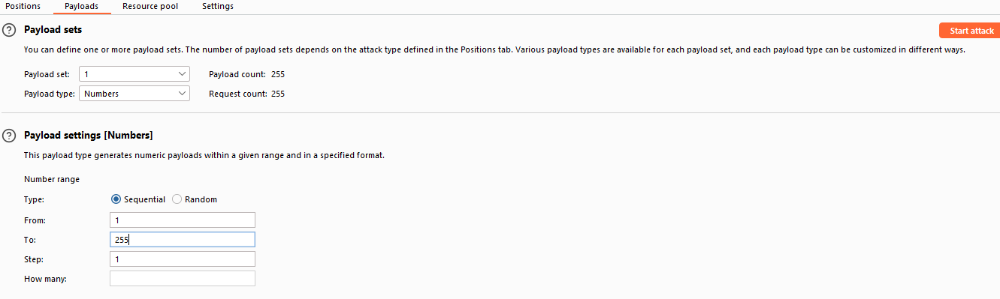 Positions Payloads Resource pool Settings
? Payload sets Start attack
You can define one or more payload sets. The number of payload sets depends on the attack type defined in the Positions tab. Various payload types are available for each payload set, and each payload type can be customized in different ways.
Payload set: 1 Payload count: 255
Payload type: Numbers Request count: 255
? Payload settings [Numbers]
This payload type generates numeric payloads within a given range and in a specified format.
Number range
Type: Sequential Random
From: 1
To: 255
Step: 1
How many: